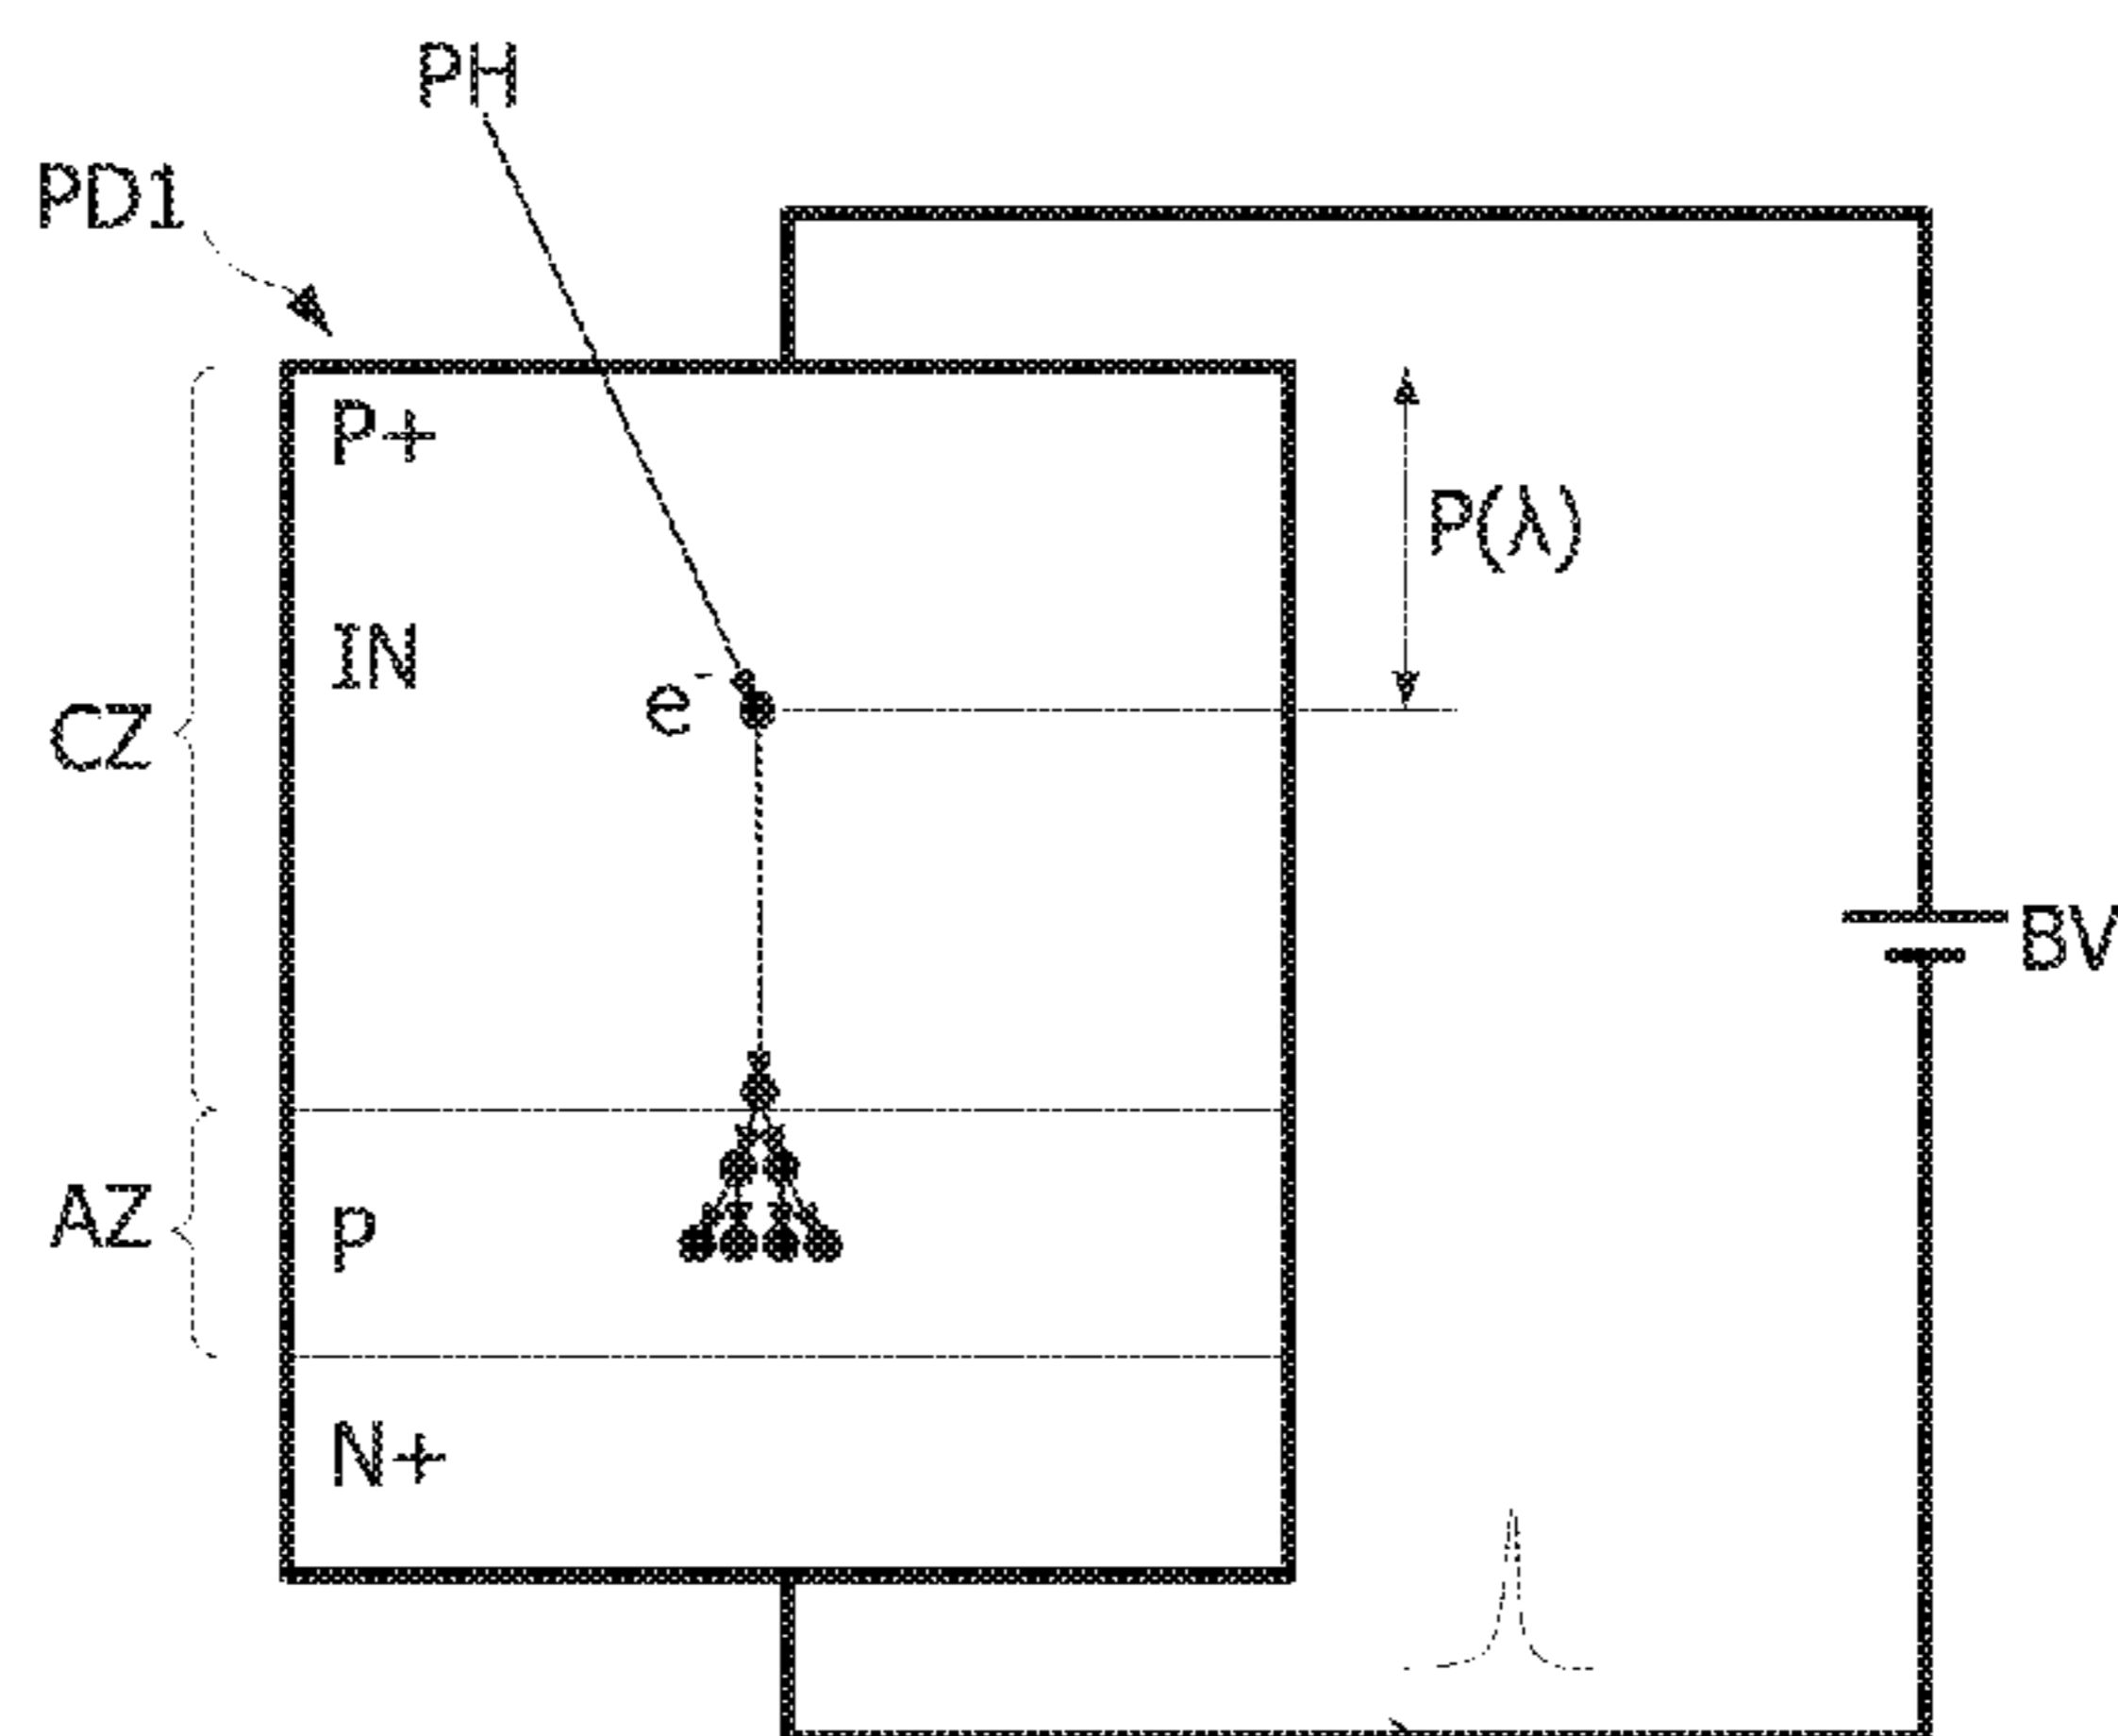 PH
PD1
P+
P(λ)
IN
e⁻
CZ
BV
AZ
p
N+